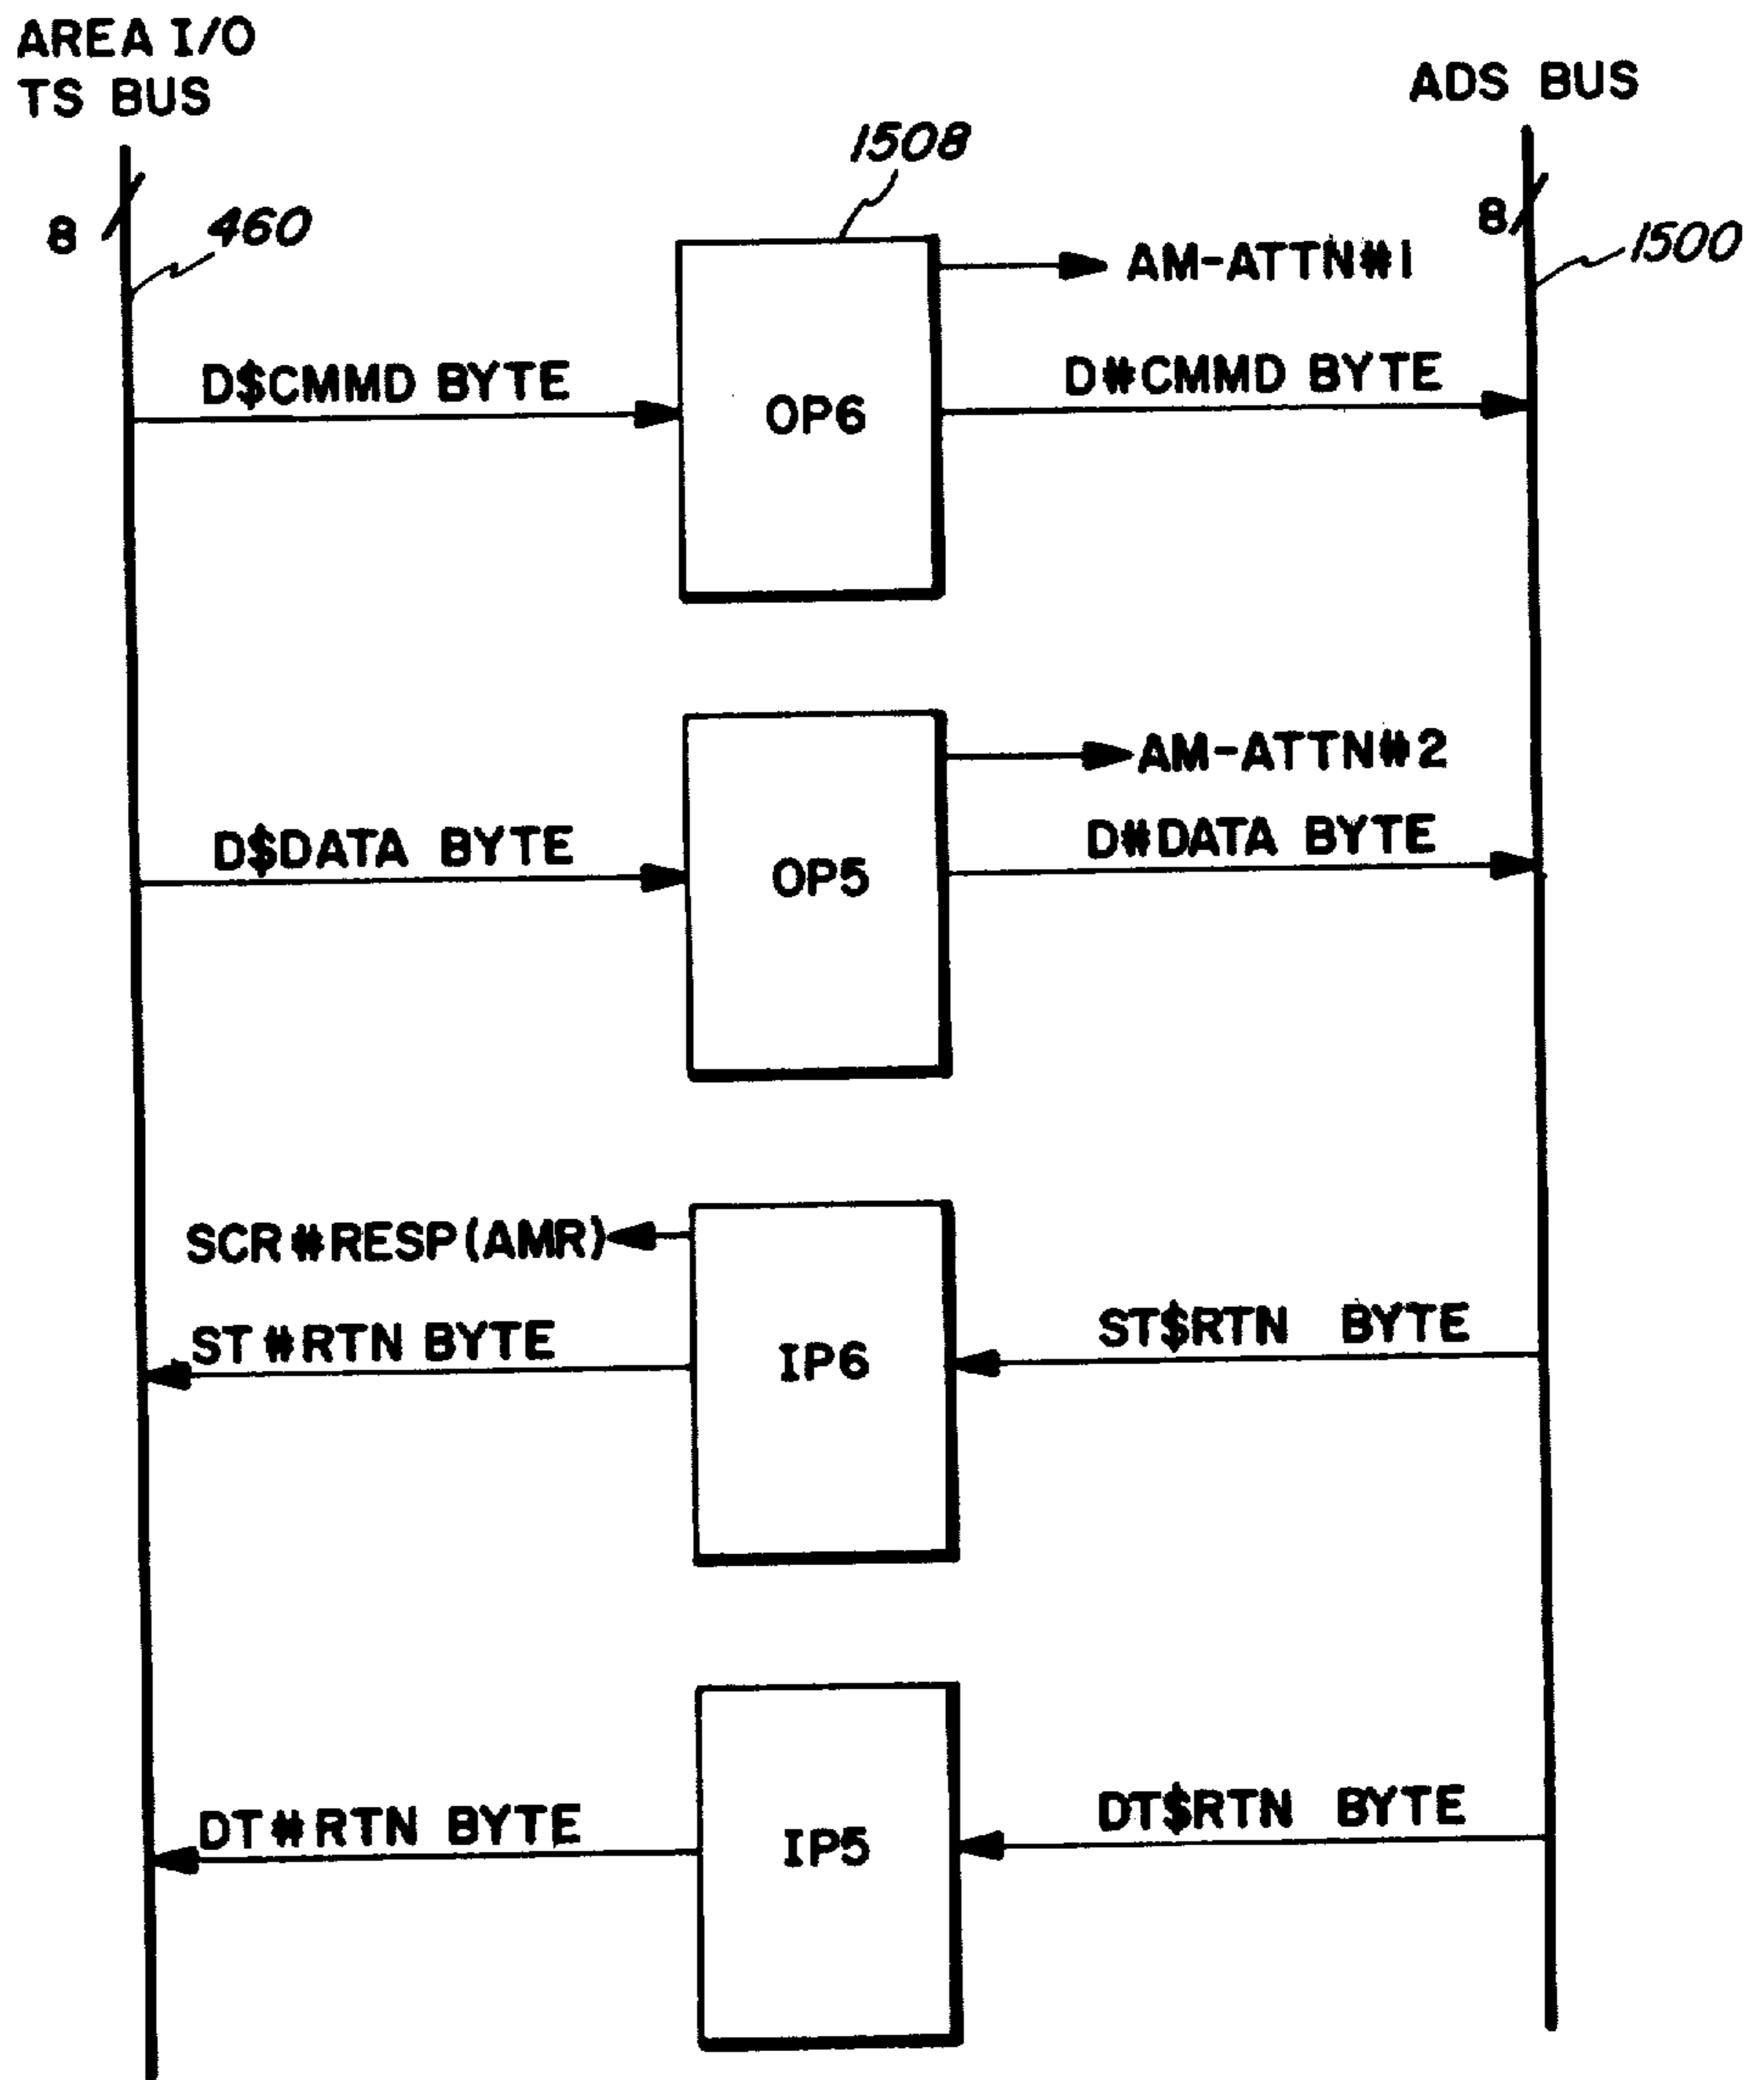 AREA I/O
TS BUS
ADS BUS
1508
8
460
8
1500
AM-ATTN#1
D$CMMD BYTE
OP6
D#CMMD BYTE
AM-ATTN#2
D$DATA BYTE
OP5
D#DATA BYTE
SCR#RESP(AMR)
ST#RTN BYTE
IP6
ST$RTN BYTE
DT#RTN BYTE
IP5
DT$RTN BYTE